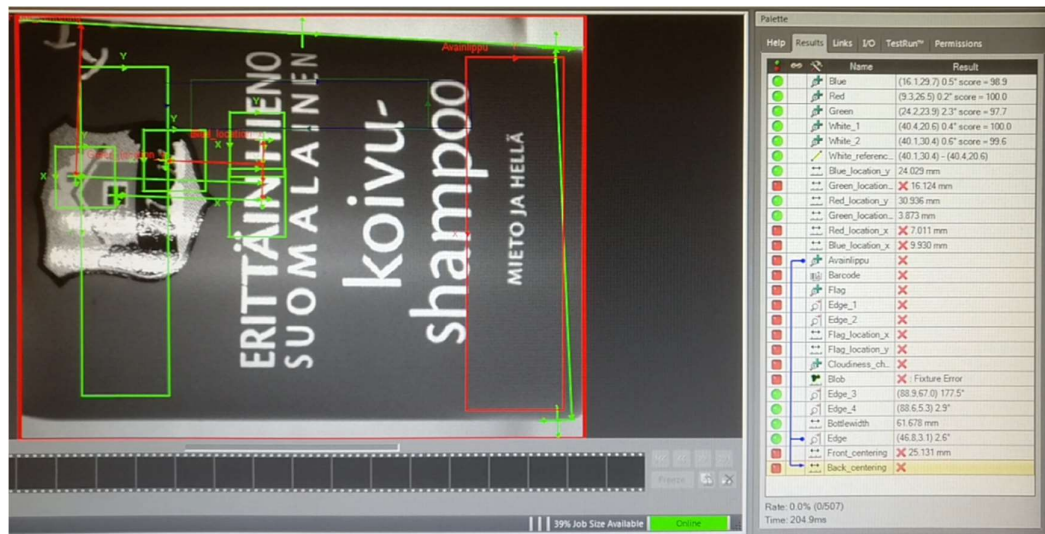 Palette
Help Results Links I/O TestRun™ Permissions
Name Result
Blue (16.1,29.7) 0.5° score = 98.9
Red (9.3,26.5) 0.2° score = 100.0
Green (24.2,23.9) 2.3° score = 97.7
White_1 (40.4,20.6) 0.4° score = 100.0
White_2 (40.1,30.4) 0.6° score = 99.6
White_referenc... (40.1,30.4) - (40.4,20.6)
Blue_location_y 24.029 mm
Green_location... 16.124 mm
Red_location_y 30.936 mm
Green_location... 3.873 mm
Red_location_x 7.011 mm
Blue_location_x 9.930 mm
Avainlippu
Barcode
Flag
Edge_1
Edge_2
Flag_location_x
Flag_location_y
Cloudiness_ch...
Blob Fixture Error
Edge_3 (88.9,67.0) 177.5°
Edge_4 (88.6,5.3) 2.9°
Bottlewidth 61.678 mm
Edge (46.8,3.1) 2.6°
Front_centering 25.131 mm
Back_centering
Rate: 0.0% (0/507)
Time: 204.9ms
ERITTÄIN HIENO
SUOMALAINEN
koivu-
shampoo
MIETO JA HELLÄ
Avainlippu
Y
Y
Y
Y
X
X
X
X
Freeze
39% Job Size Available
Online